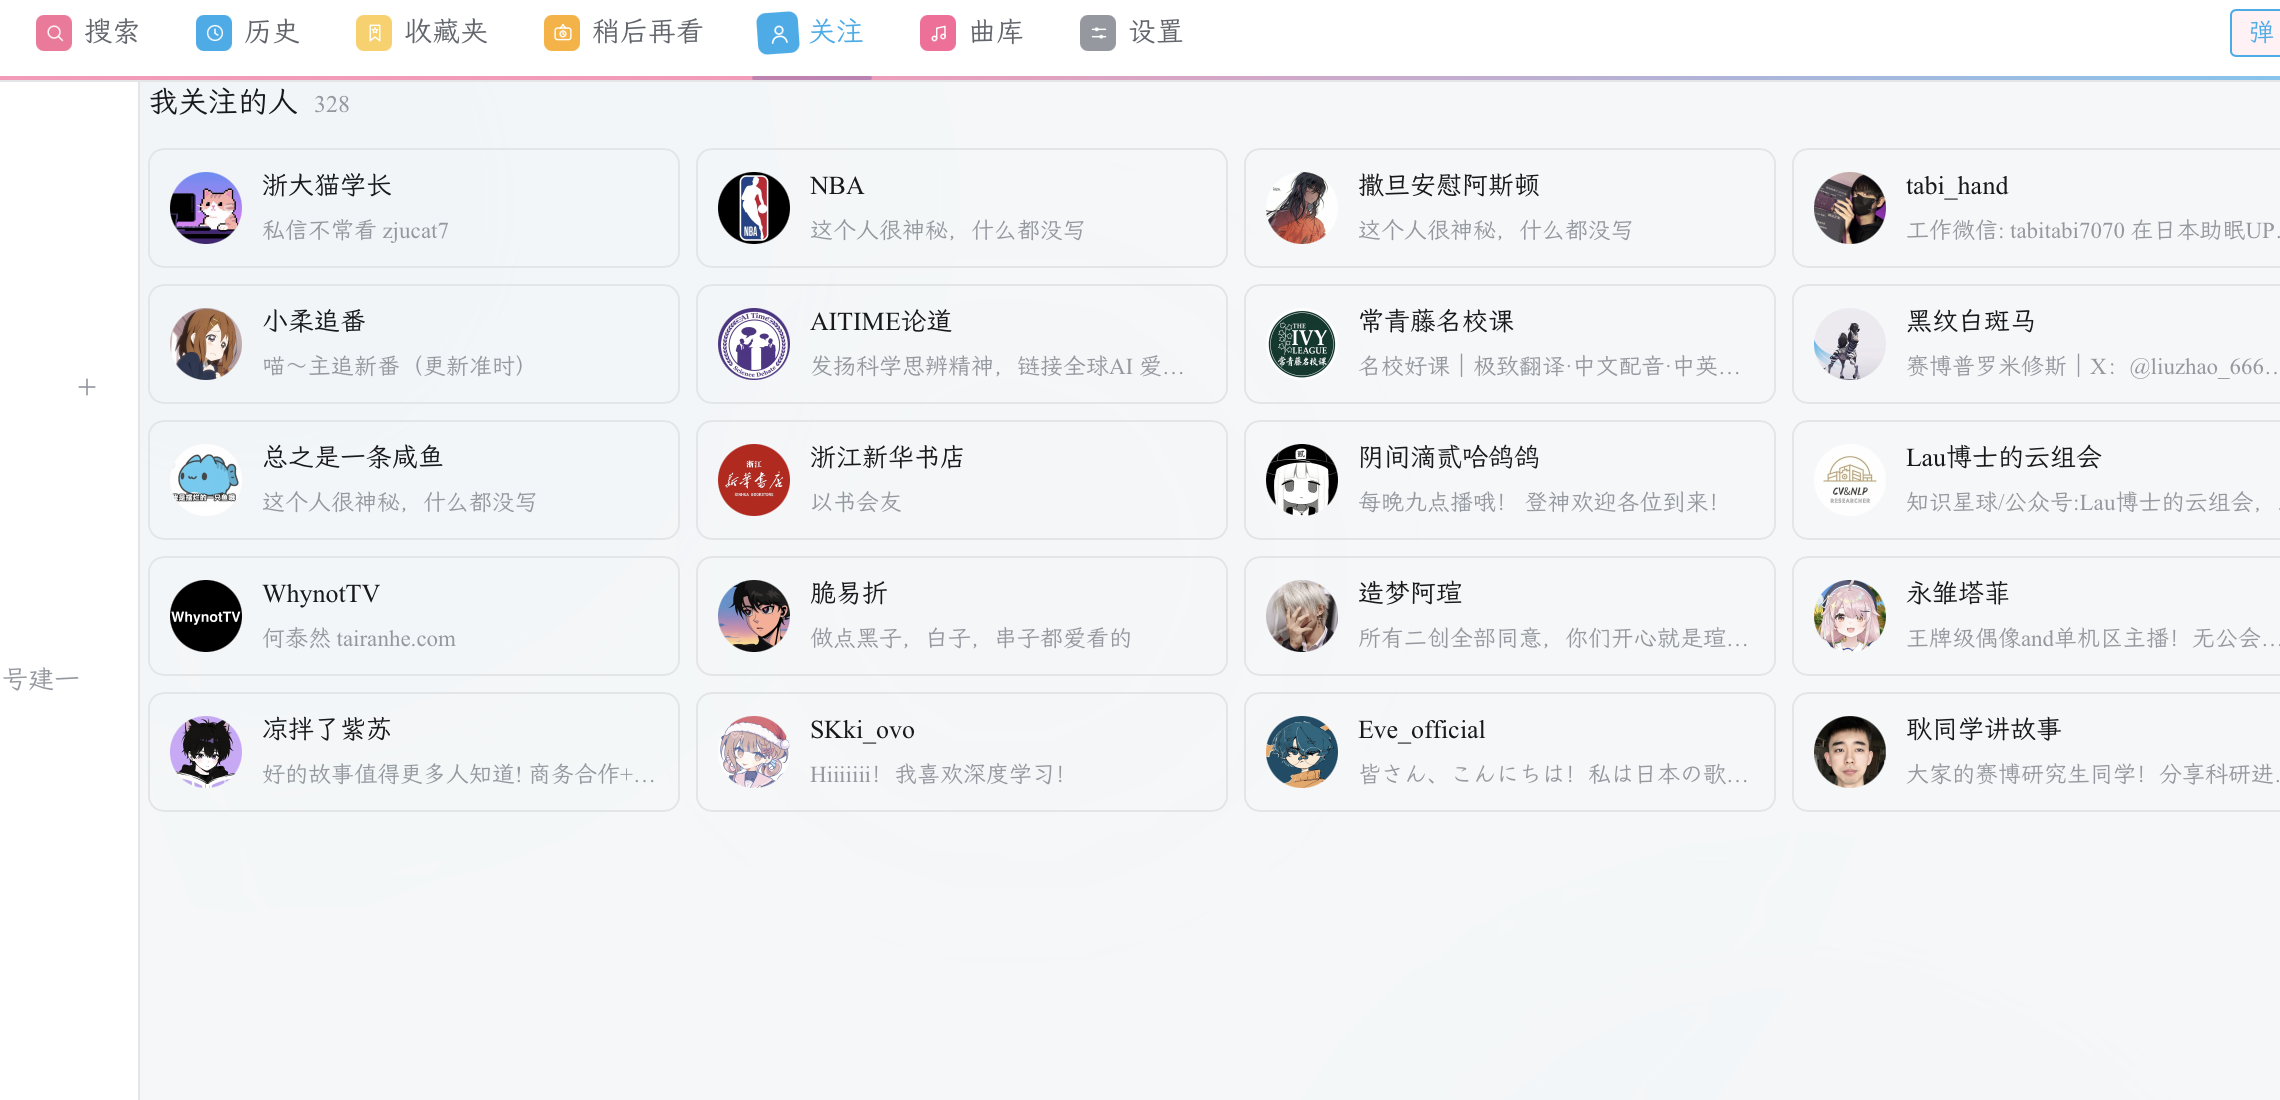 搜索 历史 收藏夹 稍后再看 关注 曲库 设置 弹
我关注的人 328
浙大猫学长
私信不常看 zjucat7
NBA
这个人很神秘，什么都没写
撒旦安慰阿斯顿
这个人很神秘，什么都没写
tabi_hand
工作微信: tabitabi7070 在日本助眠UP…
小柔追番
喵～主追新番（更新准时）
AITIME论道
发扬科学思辨精神，链接全球AI 爱…
常青藤名校课
名校好课｜极致翻译·中文配音·中英…
黑纹白斑马
赛博普罗米修斯｜X：@liuzhao_666…
总之是一条咸鱼
这个人很神秘，什么都没写
浙江新华书店
以书会友
阴间滴贰哈鸽鸽
每晚九点播哦！ 登神欢迎各位到来！
Lau博士的云组会
知识星球/公众号:Lau博士的云组会，
WhynotTV
WhynotTV
何泰然 tairanhe.com
脆易折
做点黑子，白子，串子都爱看的
造梦阿瑄
所有二创全部同意，你们开心就是瑄…
永雏塔菲
王牌级偶像and单机区主播！无公会…
号建一
凉拌了紫苏
好的故事值得更多人知道! 商务合作+…
SKki_ovo
Hiiiiiii！我喜欢深度学习！
Eve_official
皆さん、こんにちは！私は日本の歌…
耿同学讲故事
大家的赛博研究生同学！分享科研进…